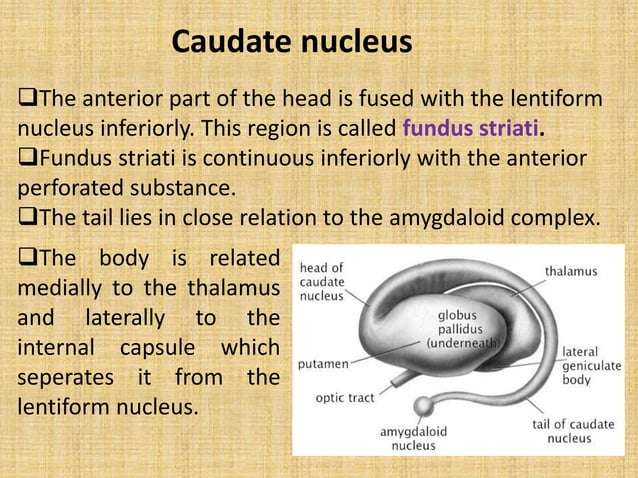 Caudate nucleus
❑The anterior part of the head is fused with the lentiform
nucleus inferiorly. This region is called fundus striati.
❑Fundus striati is continuous inferiorly with the anterior
perforated substance.
❑The tail lies in close relation to the amygdaloid complex.
❑The body is related
medially to the thalamus
and laterally to the
internal capsule which
seperates it from the
lentiform nucleus.
head of
caudate
nucleus
thalamus
globus
pallidus
(underneath)
putamen
lateral
geniculate
body
optic tract
amygdaloid
nucleus
tail of caudate
nucleus